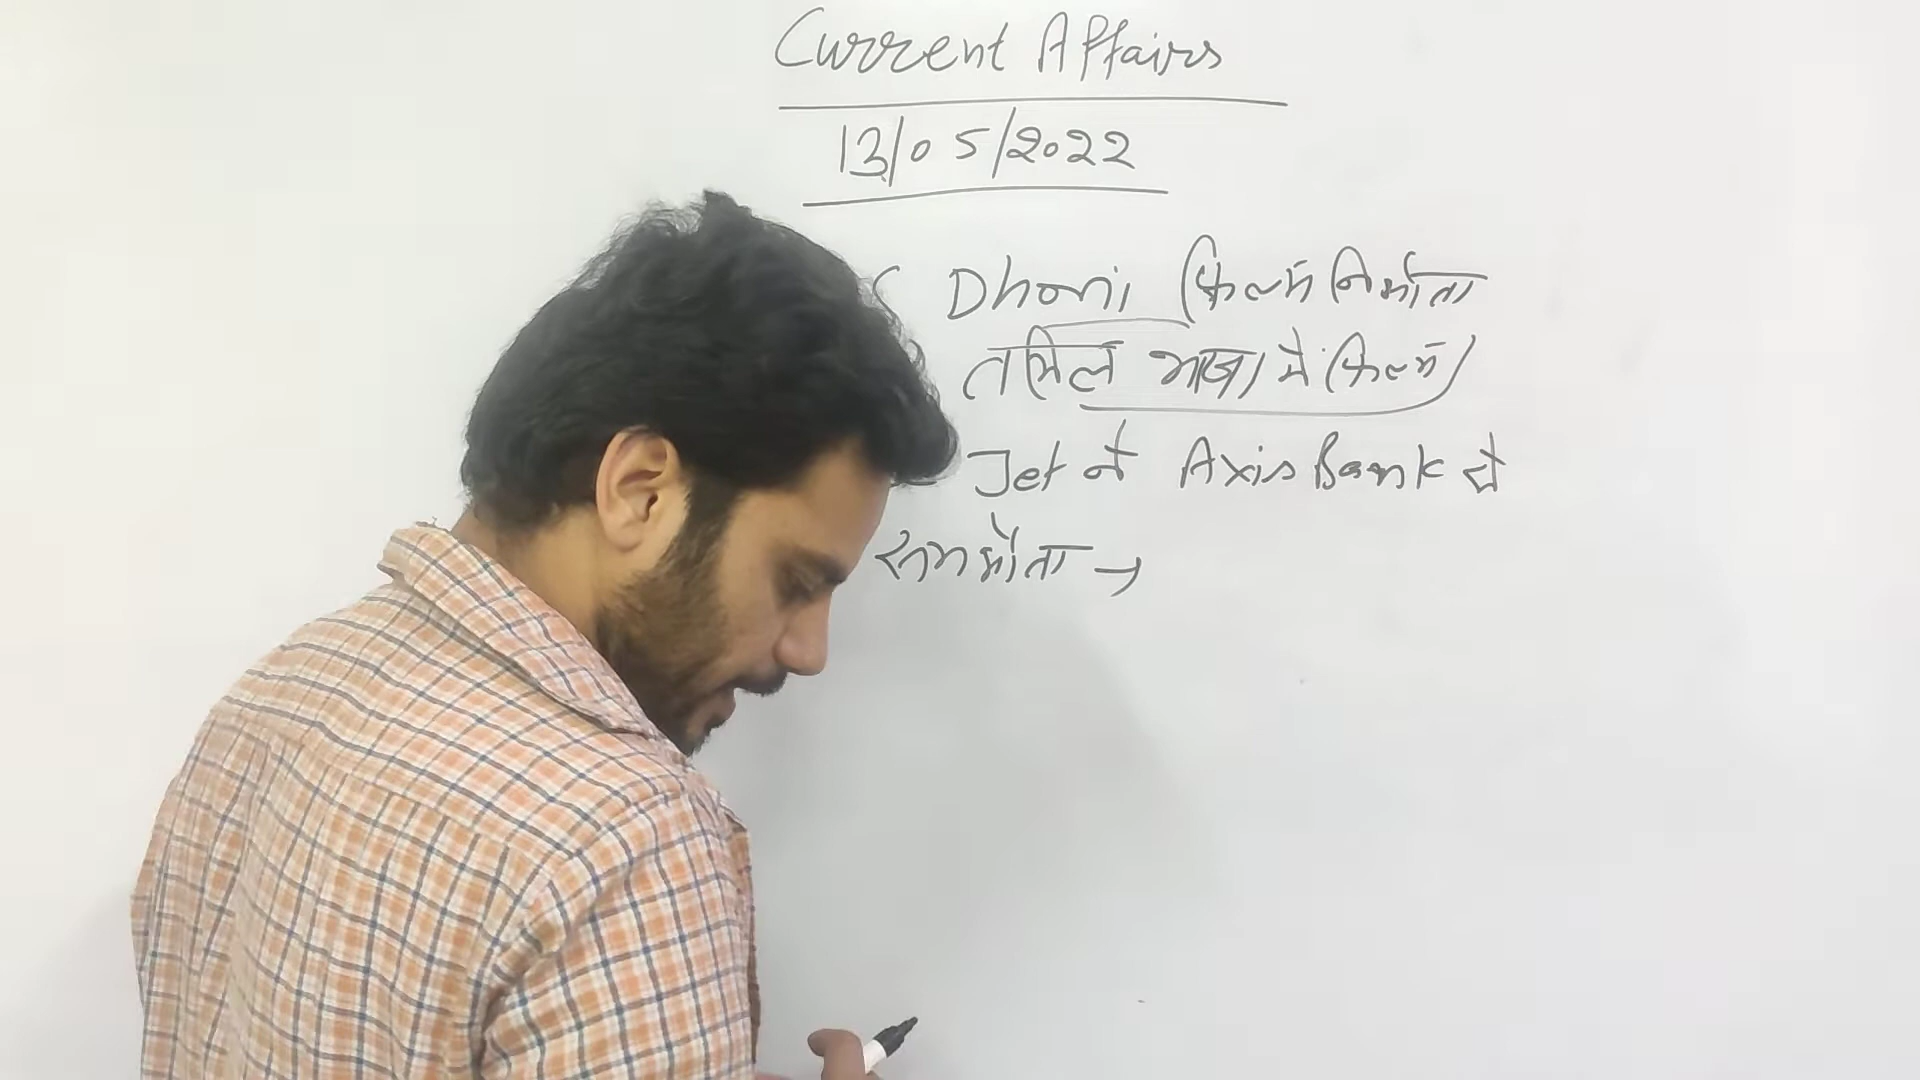 Current Affairs
13/05/2022
Dhoni फिल्म निर्माता
तमिल भाषा में फिल्म
Jet ने Axis Bank से
समझौता →